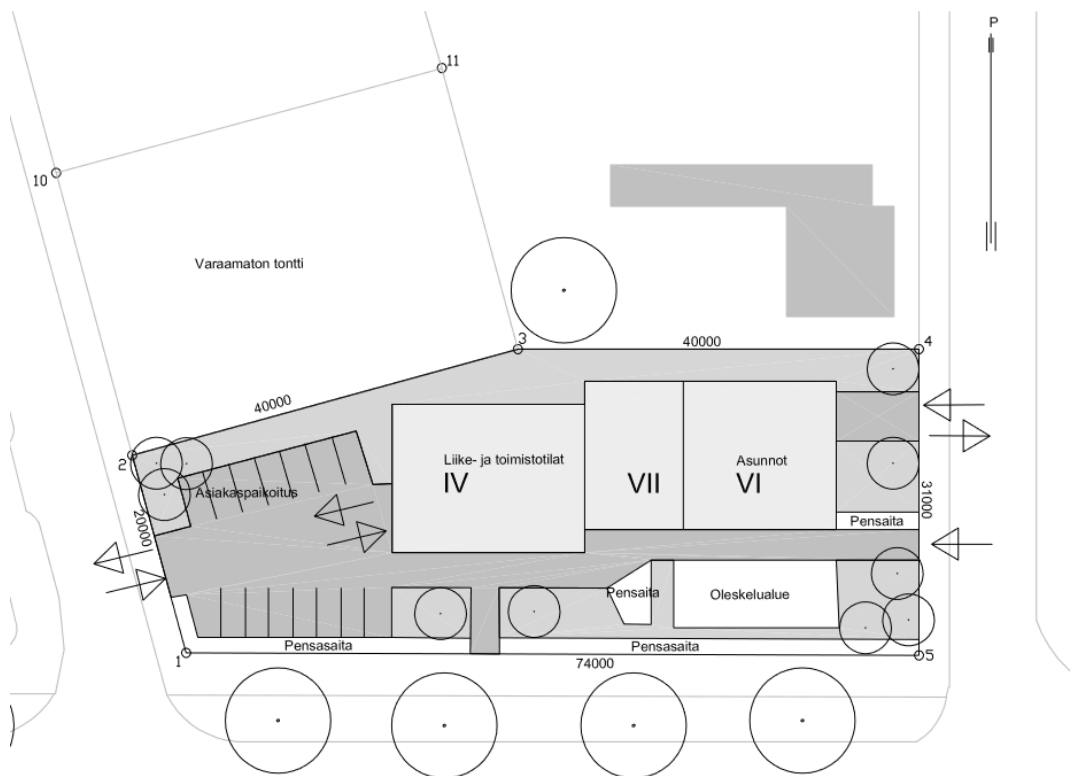 P
11
10
Varaamaton tontti
3
40000
4
40000
2
Liike- ja toimistotilat
IV
VII
Asunnot
VI
Asiakaspaikoitus
20000
31000
Pensaita
Pensaita
Oleskelualue
Pensasaita
Pensasaita
1
74000
5